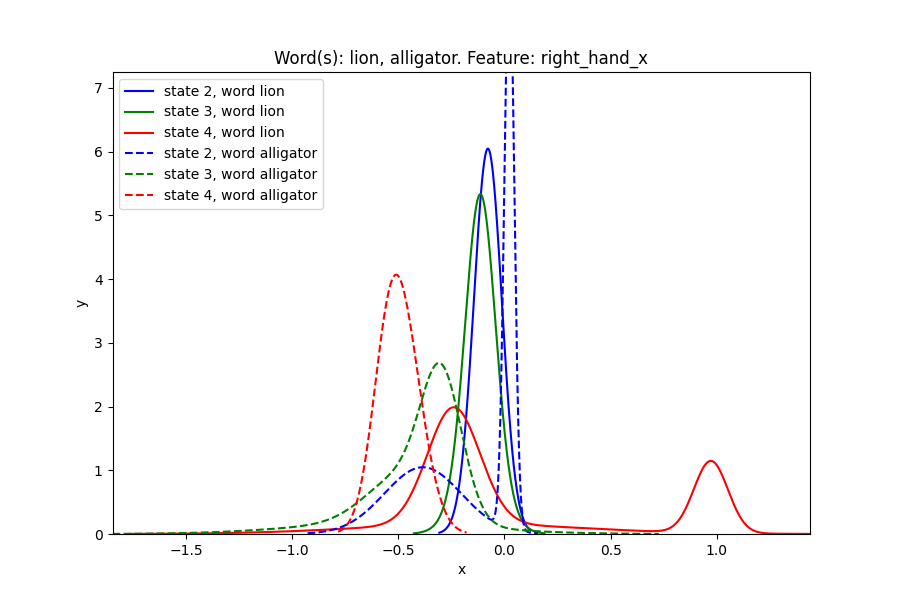 Word(s): lion, alligator. Feature: right_hand_x
7
6
5
4
3
2
1
0
y
state 2, word lion
state 3, word lion
state 4, word lion
state 2, word alligator
state 3, word alligator
state 4, word alligator
−1.5 −1.0 −0.5 0.0 0.5 1.0
x